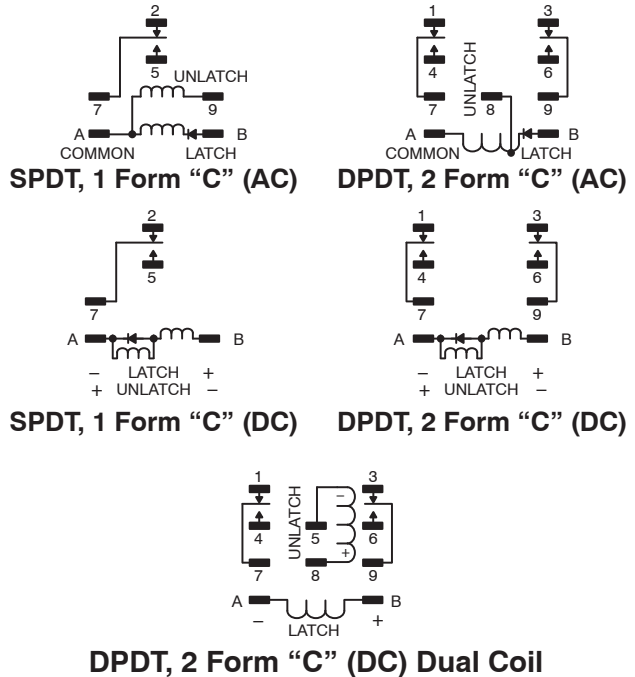 2
5
UNLATCH
7
9
A
B
COMMON
LATCH
SPDT, 1 Form “C” (AC)
1
3
4
UNLATCH
6
7
8
9
A
B
COMMON
LATCH
DPDT, 2 Form “C” (AC)
2
5
7
A
B
– LATCH +
+ UNLATCH –
SPDT, 1 Form “C” (DC)
1
3
4
6
7
9
A
B
– LATCH +
+ UNLATCH –
DPDT, 2 Form “C” (DC)
1
3
UNLATCH
–
4
5
6
+
7
8
9
A
B
– LATCH +
DPDT, 2 Form “C” (DC) Dual Coil